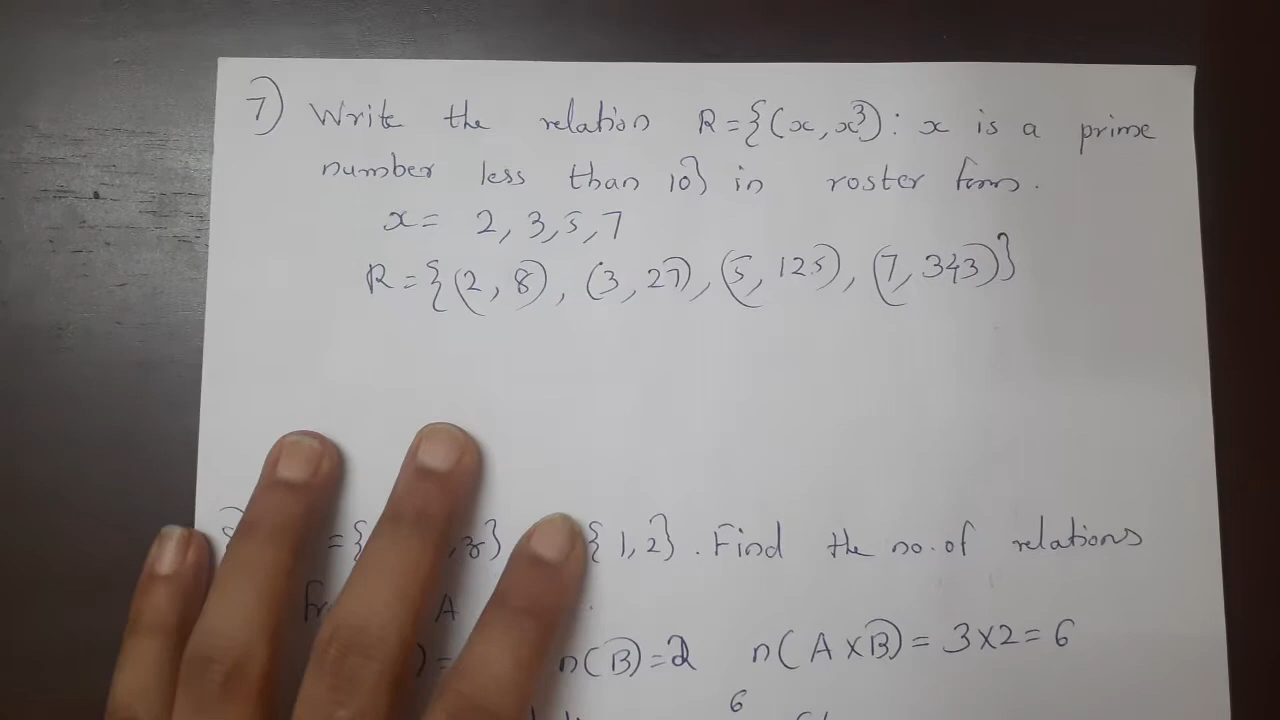 7) Write the relation R={(x, x³): x is a prime
number less than 10} in roster form.
x= 2, 3, 5, 7
R={(2, 8), (3, 27), (5, 125), (7, 343)}
={ , z} { 1, 2}. Find the no. of relations
A
)= n(B)=2 n(A×B)= 3×2=6
6